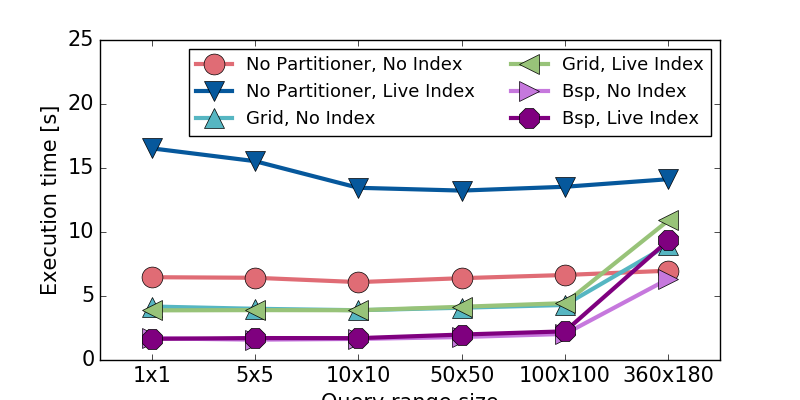 25
20
15
10
5
0
Execution time [s]
No Partitioner, No Index
No Partitioner, Live Index
Grid, No Index
Grid, Live Index
Bsp, No Index
Bsp, Live Index
1x1 5x5 10x10 50x50 100x100 360x180
Query range size